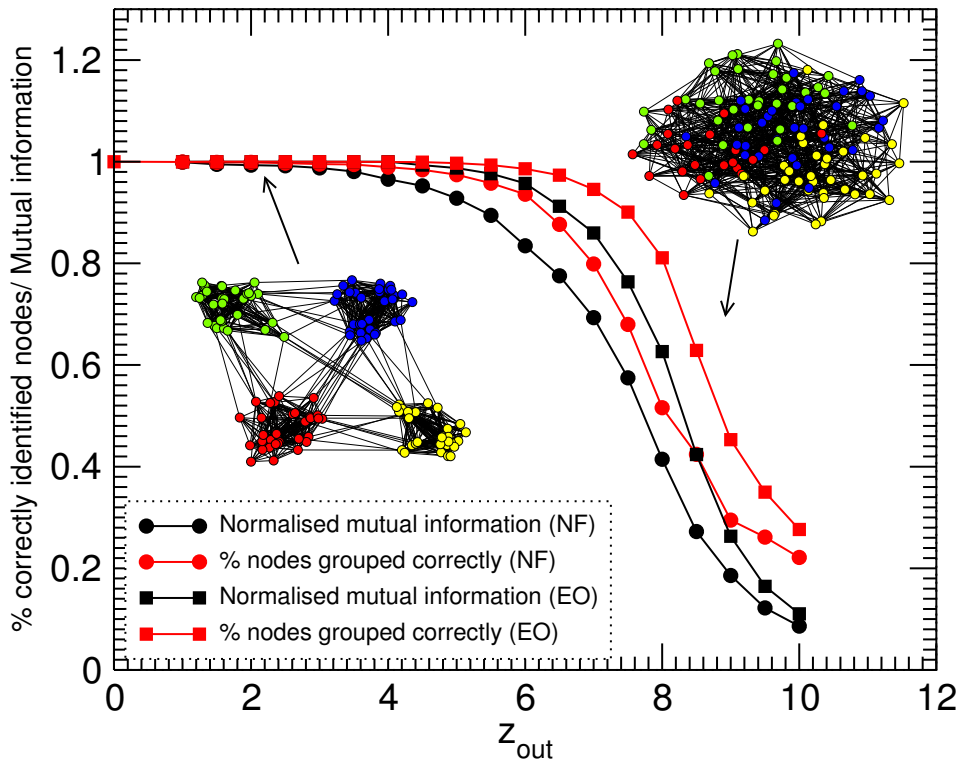 % correctly identified nodes/ Mutual information
1.2
1
0.8
0.6
0.4
0.2
0
Normalised mutual information (NF)
% nodes grouped correctly (NF)
Normalised mutual information (EO)
% nodes grouped correctly (EO)
0 2 4 6 8 10 12
z_out